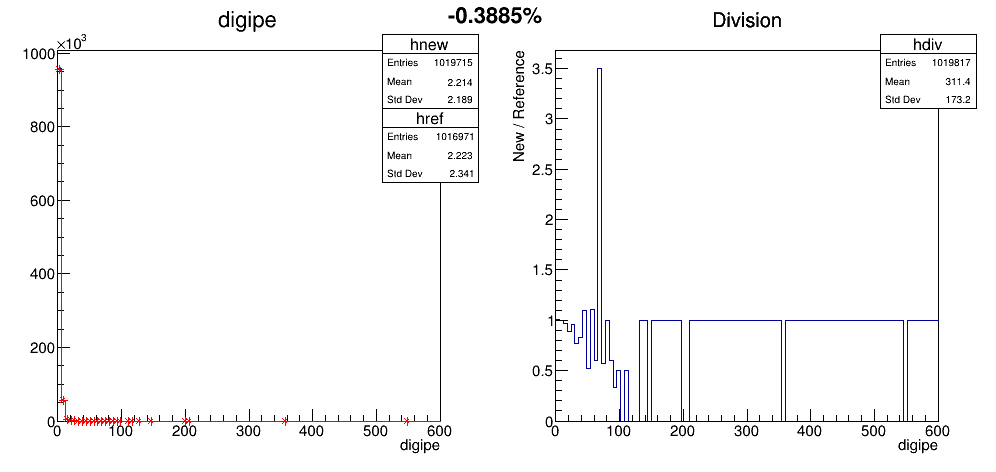 -0.3885%
digipe
×10³
hnew
Entries 1019715
Mean 2.214
Std Dev 2.189
href
Entries 1016971
Mean 2.223
Std Dev 2.341
1000
800
600
400
200
0
0 100 200 300 400 500 600
digipe
Division
hdiv
Entries 1019817
Mean 311.4
Std Dev 173.2
New / Reference
3.5
3
2.5
2
1.5
1
0.5
0
0 100 200 300 400 500 600
digipe